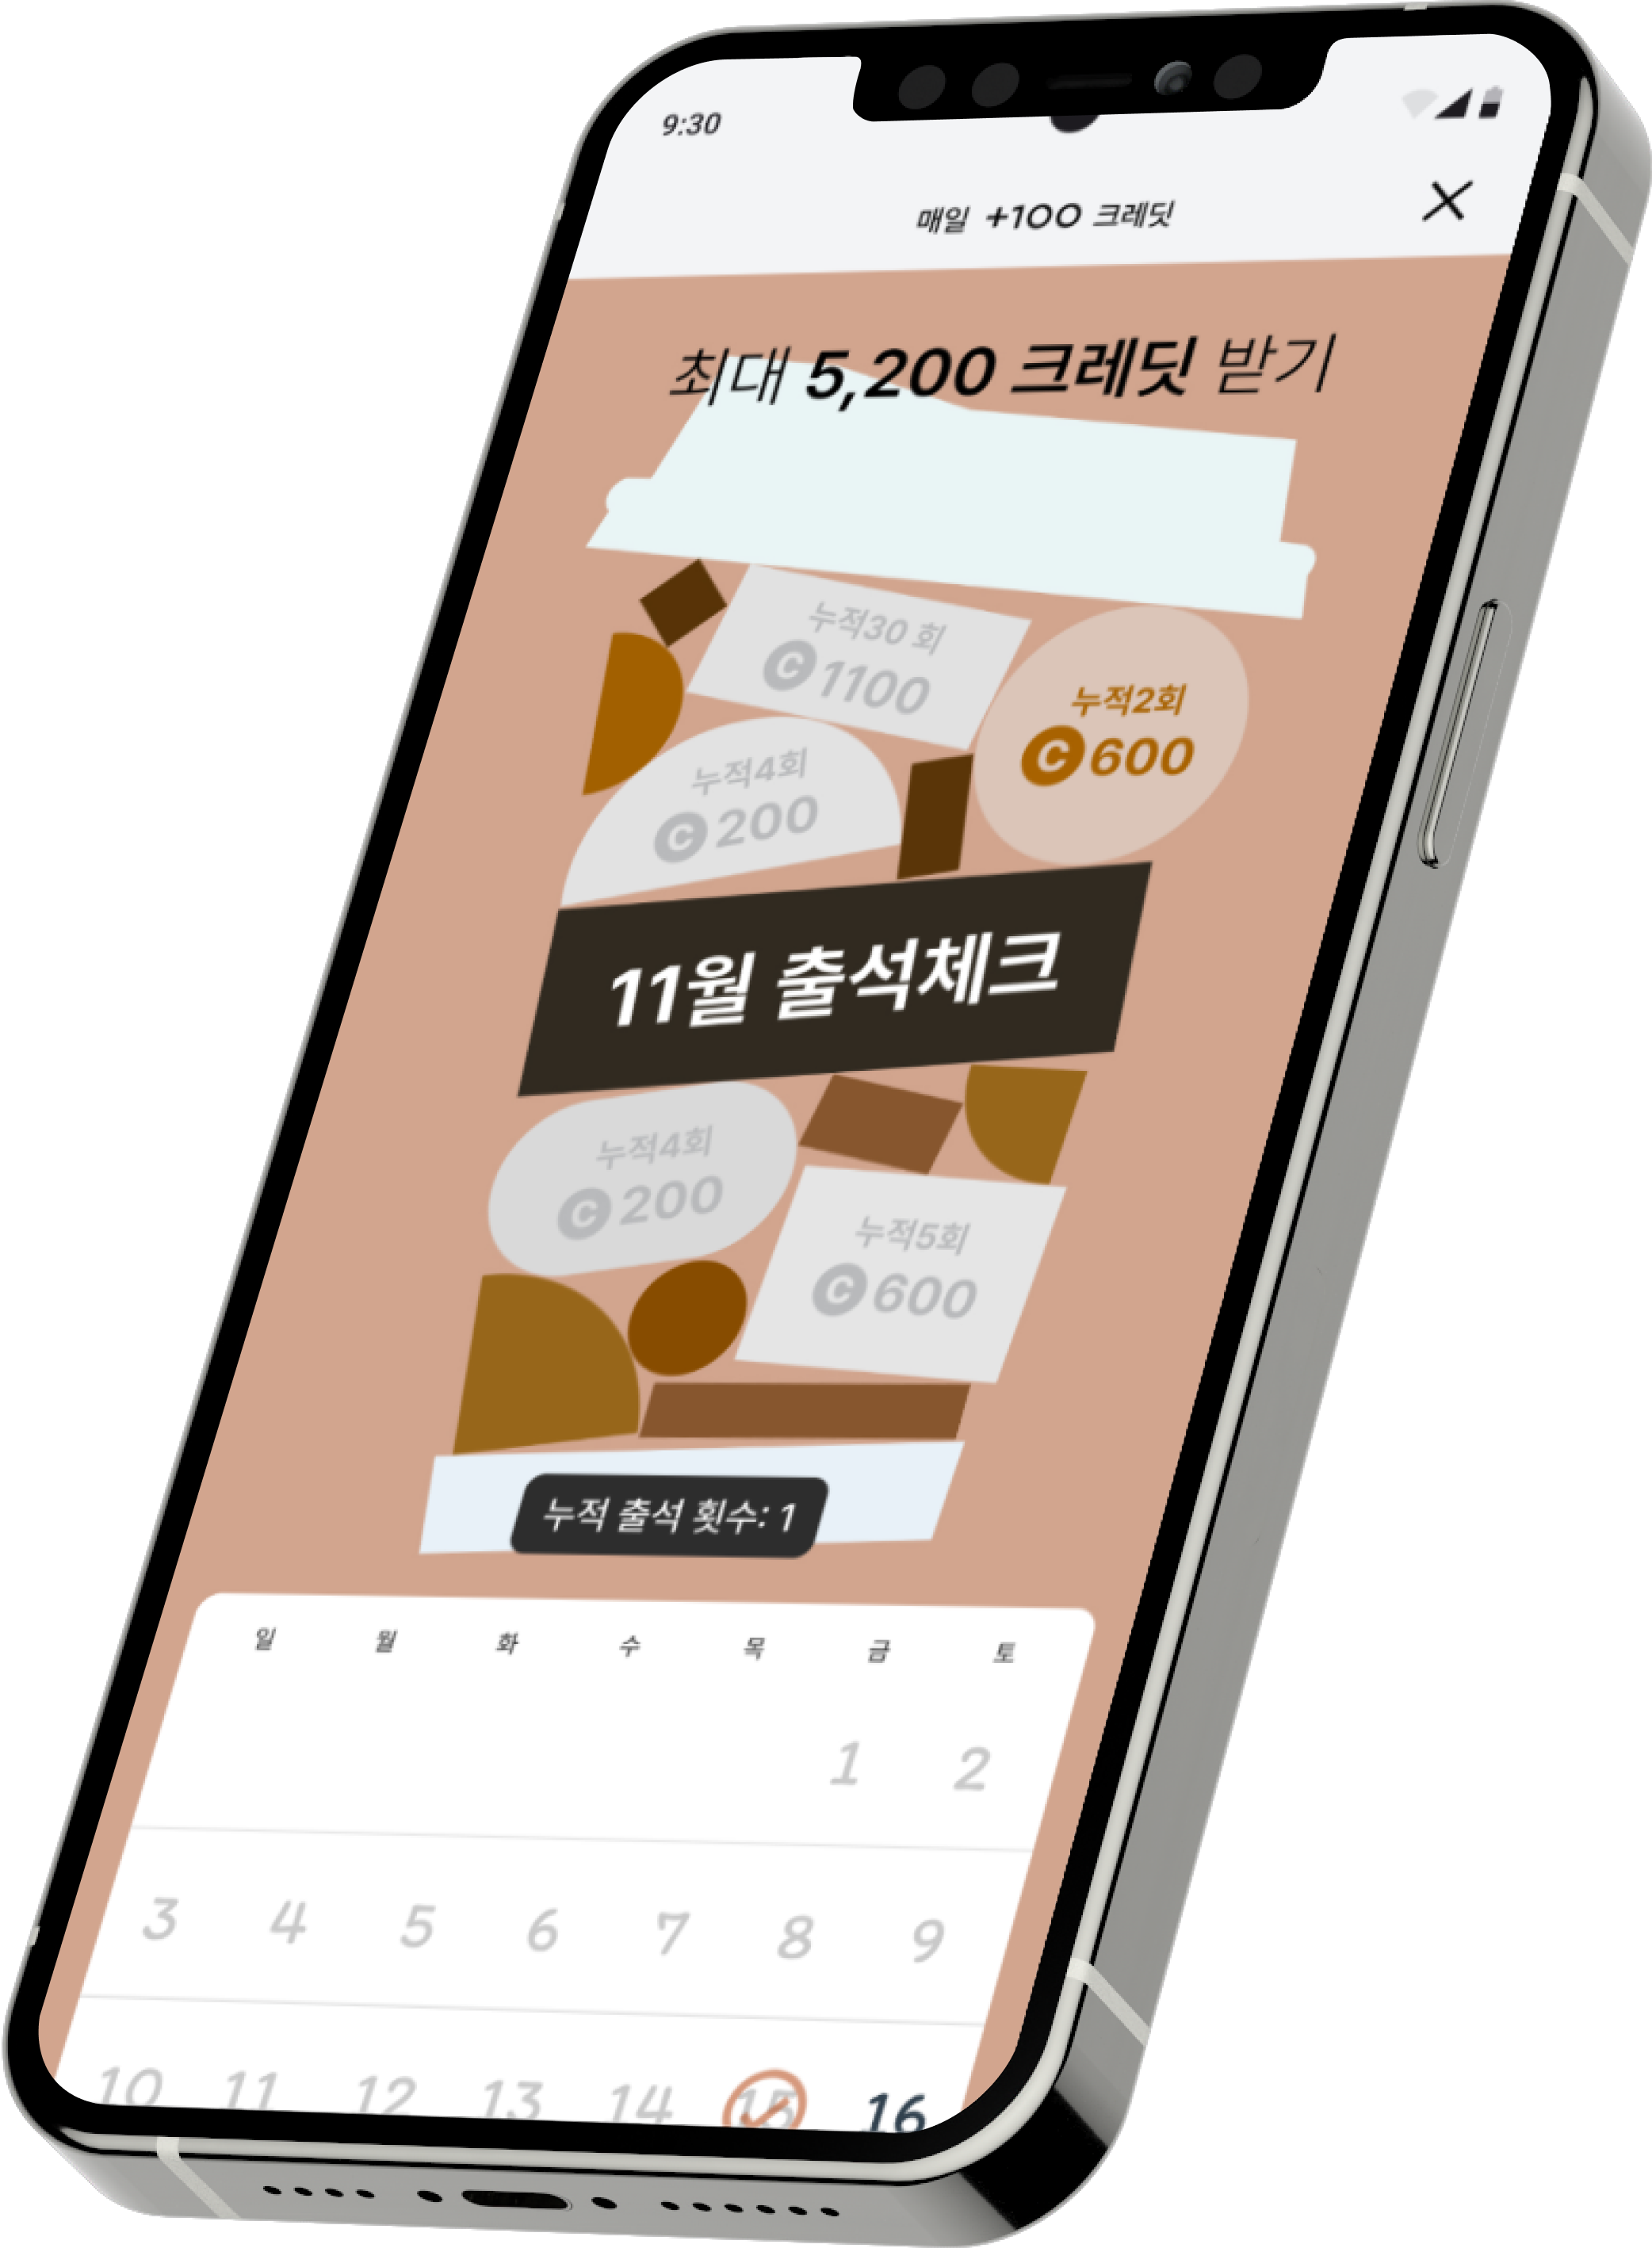 9:30
매일 +100 크레딧
최대 5,200 크레딧 받기
누적30 회
C 1100
누적2회
C 600
누적4회
C 200
11월 출석체크
누적4회
C 200
누적5회
C 600
누적 출석 횟수: 1
일 월 화 수 목 금 토
1 2
3 4 5 6 7 8 9
10 11 12 13 14 15 16